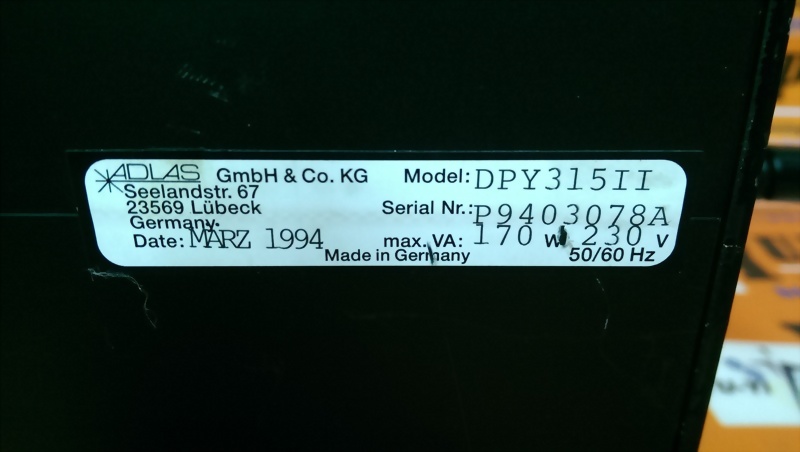 ADLAS GmbH & Co. KG Model: DPY315II
Seelandstr. 67
23569 Lübeck Serial Nr.: P9403078A
Germany.
Date: MÄRZ 1994 max. VA: 170 W 230 V
Made in Germany 50/60 Hz